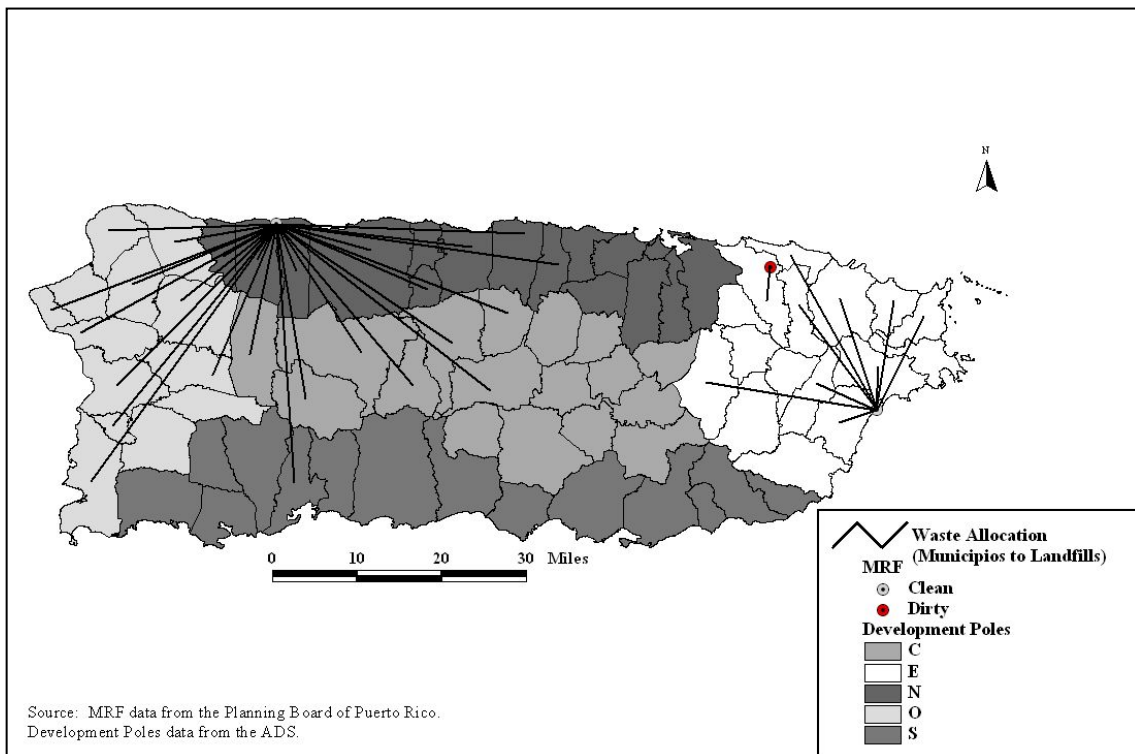 N
0 10 20 30 Miles
Waste Allocation
(Municipios to Landfills)
MRF
Clean
Dirty
Development Poles
C
E
N
O
S
Source: MRF data from the Planning Board of Puerto Rico.
Development Poles data from the ADS.